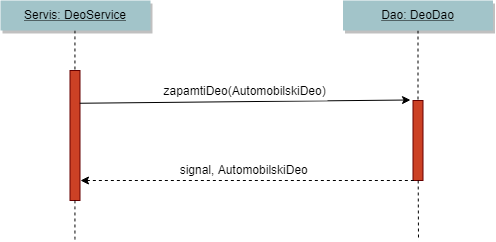 Servis: DeoService
Dao: DeoDao
zapamtiDeo(AutomobilskiDeo)
signal, AutomobilskiDeo